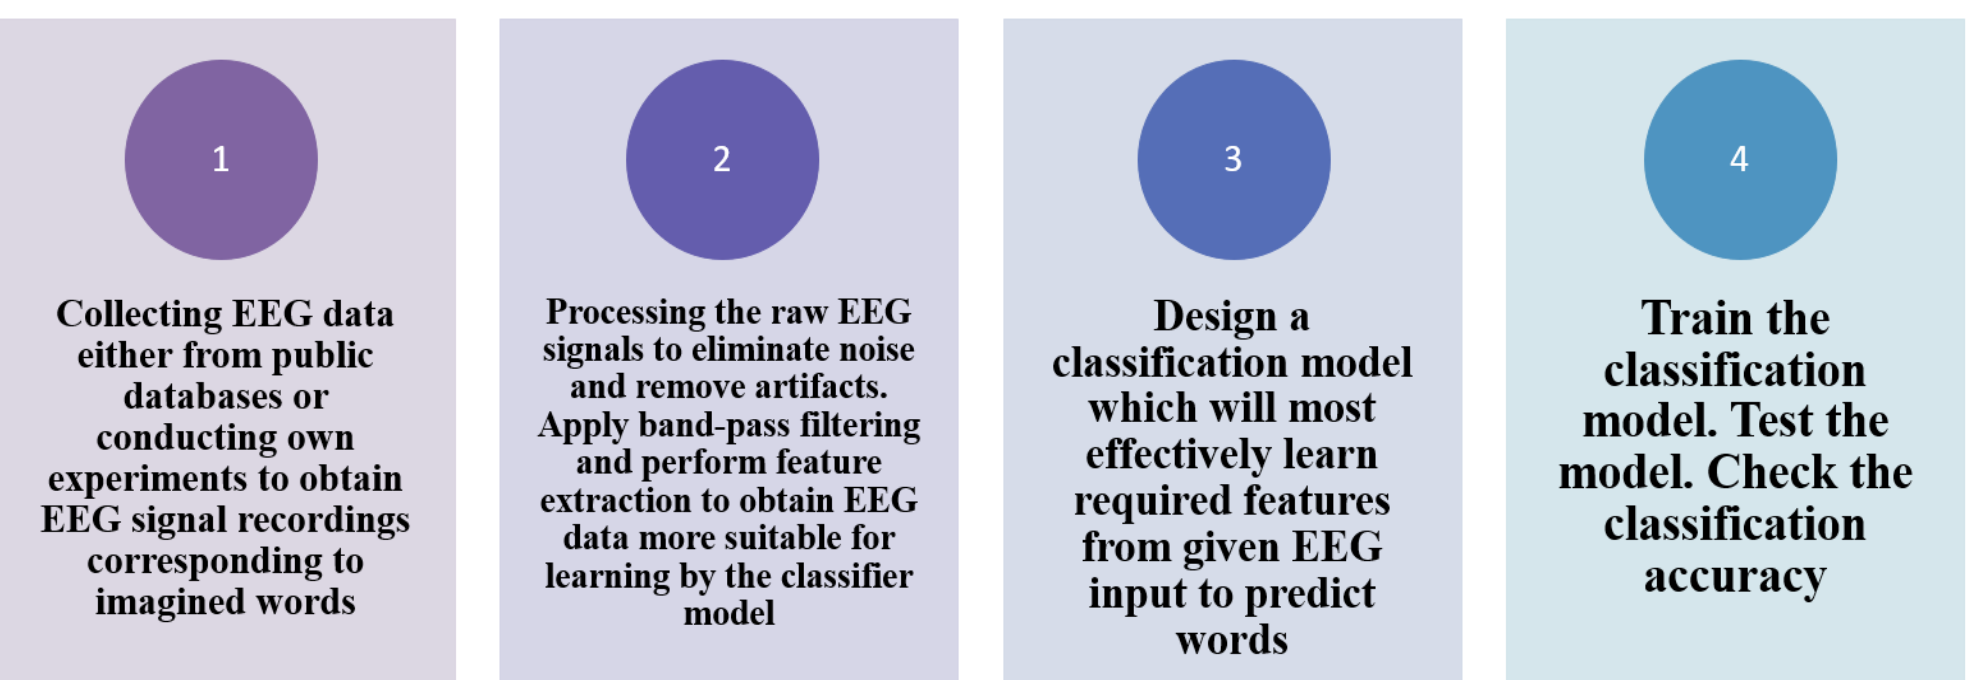 1
Collecting EEG data
either from public
databases or
conducting own
experiments to obtain
EEG signal recordings
corresponding to
imagined words
2
Processing the raw EEG
signals to eliminate noise
and remove artifacts.
Apply band-pass filtering
and perform feature
extraction to obtain EEG
data more suitable for
learning by the classifier
model
3
Design a
classification model
which will most
effectively learn
required features
from given EEG
input to predict
words
4
Train the
classification
model. Test the
model. Check the
classification
accuracy